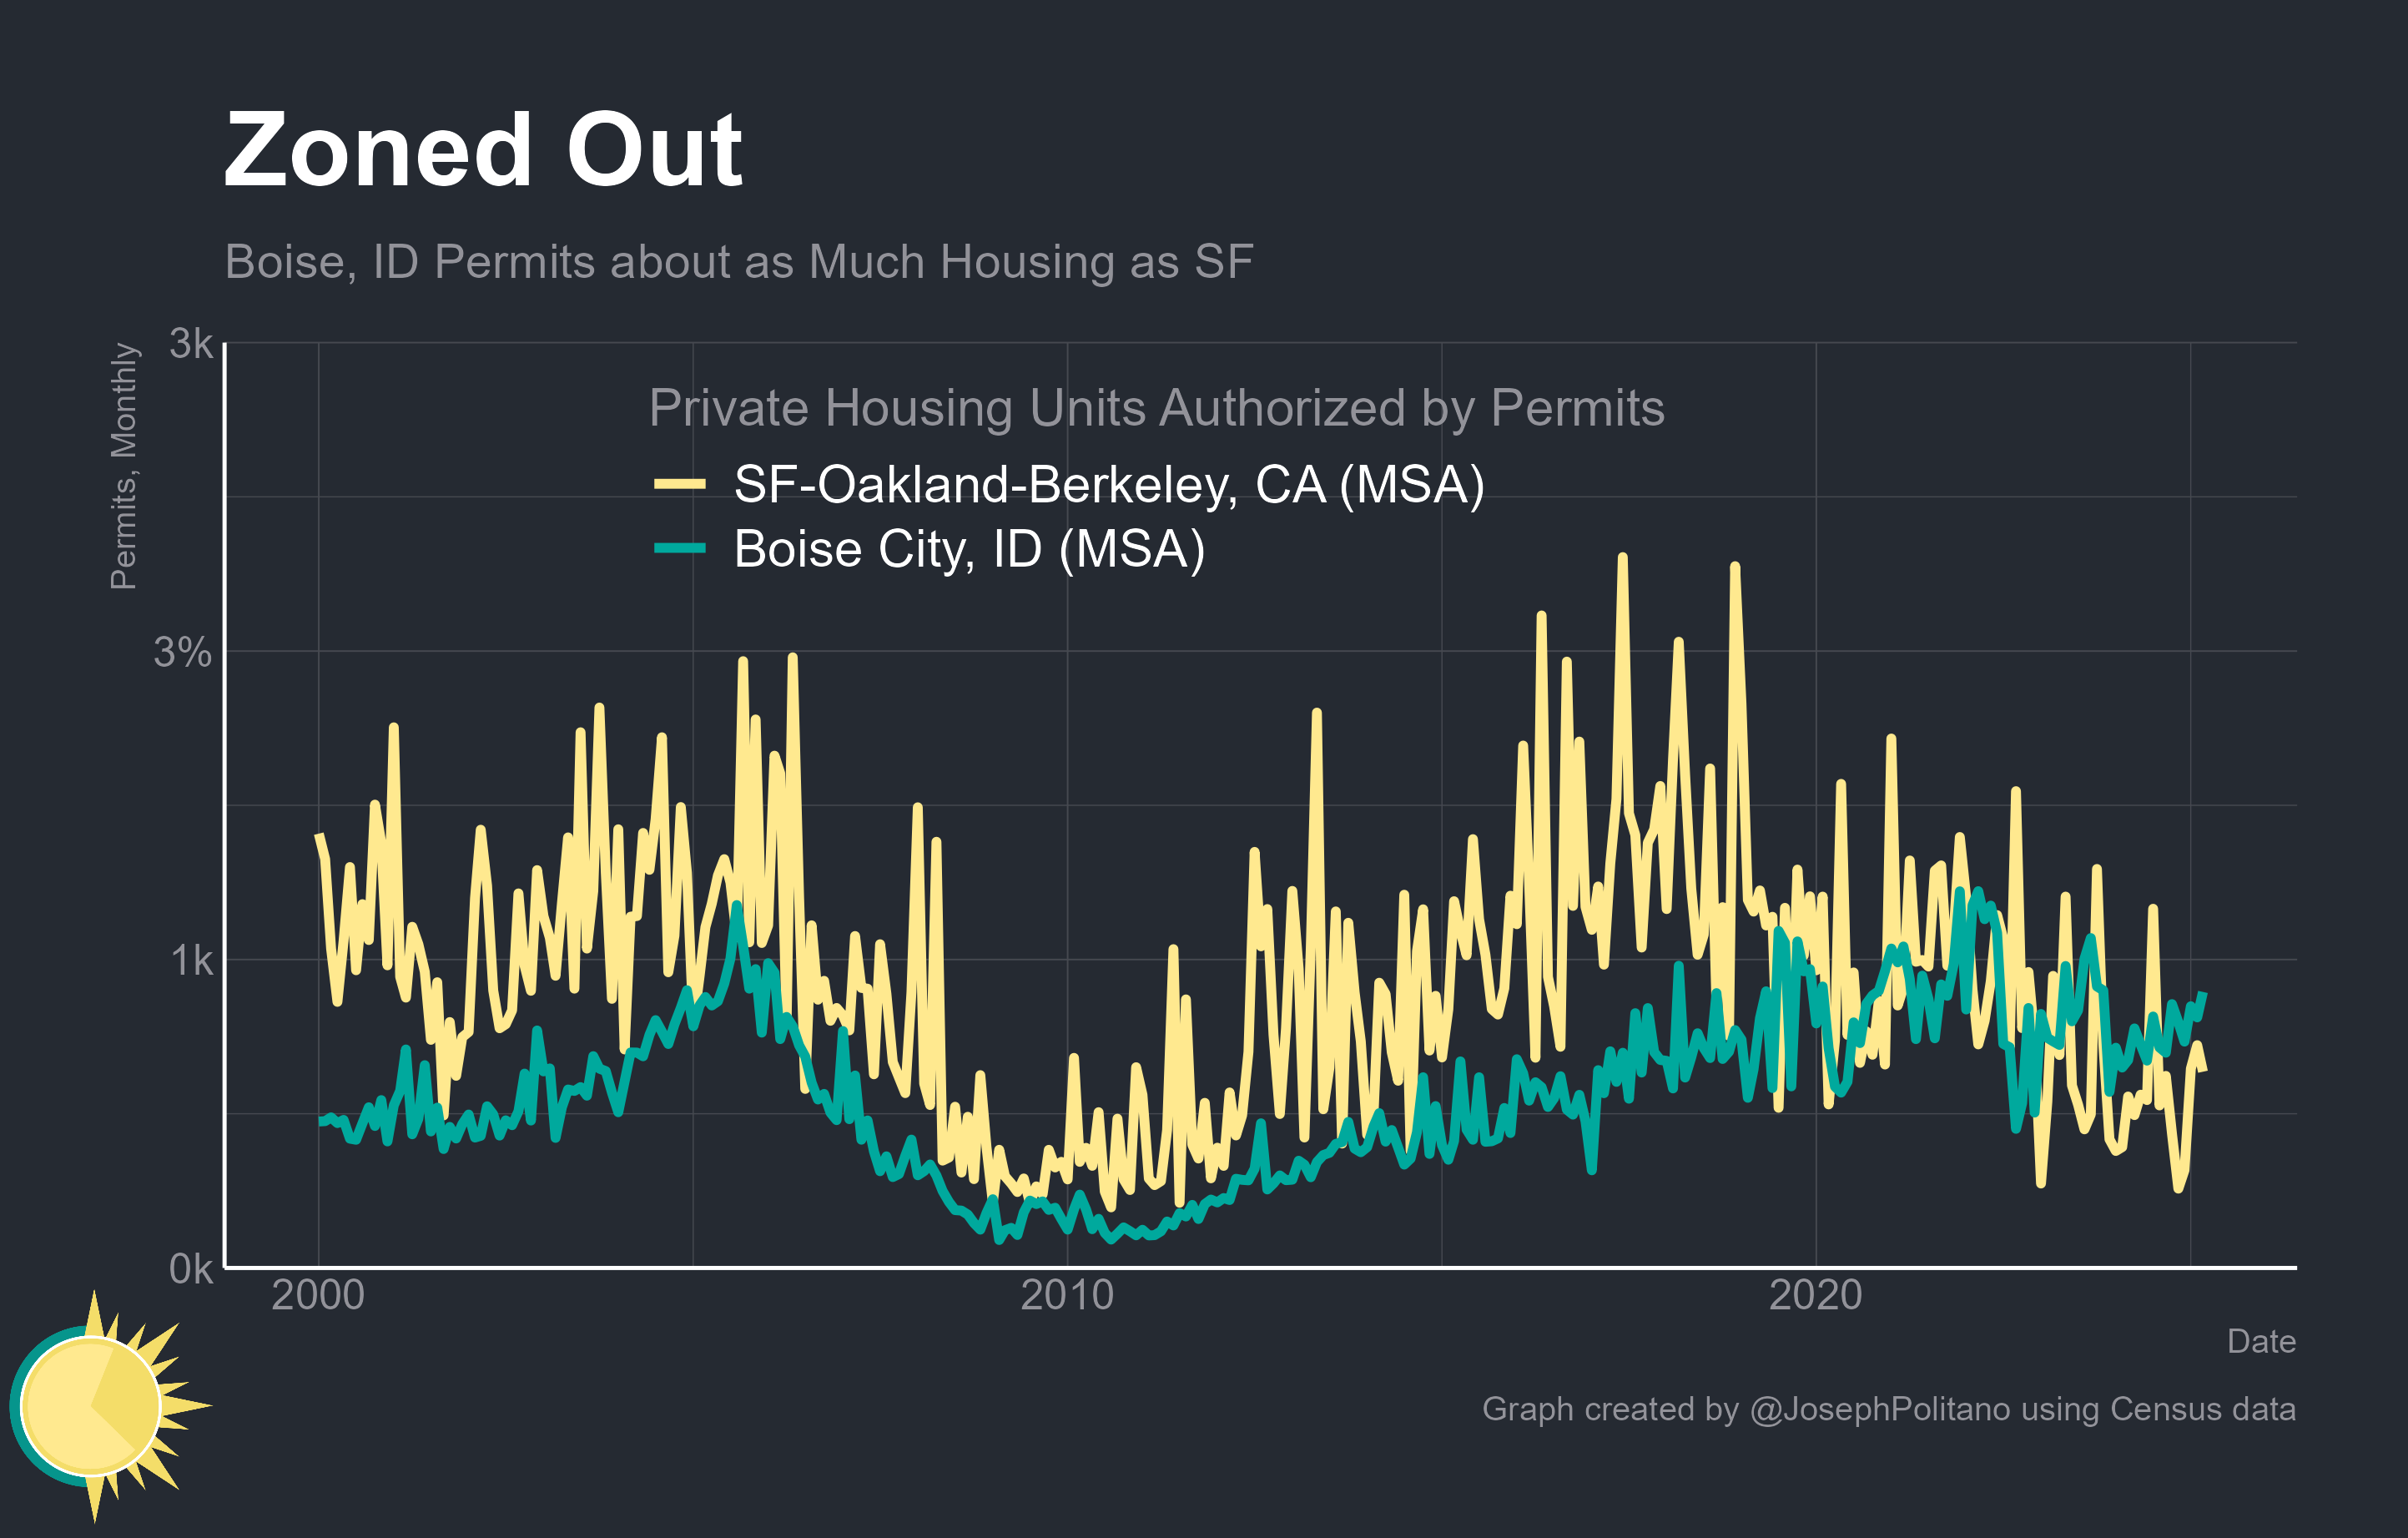 Zoned Out
Boise, ID Permits about as Much Housing as SF
Permits, Monthly
3k
3%
1k
0k
Private Housing Units Authorized by Permits
SF-Oakland-Berkeley, CA (MSA)
Boise City, ID (MSA)
2000
2010
2020
Date
Graph created by @JosephPolitano using Census data